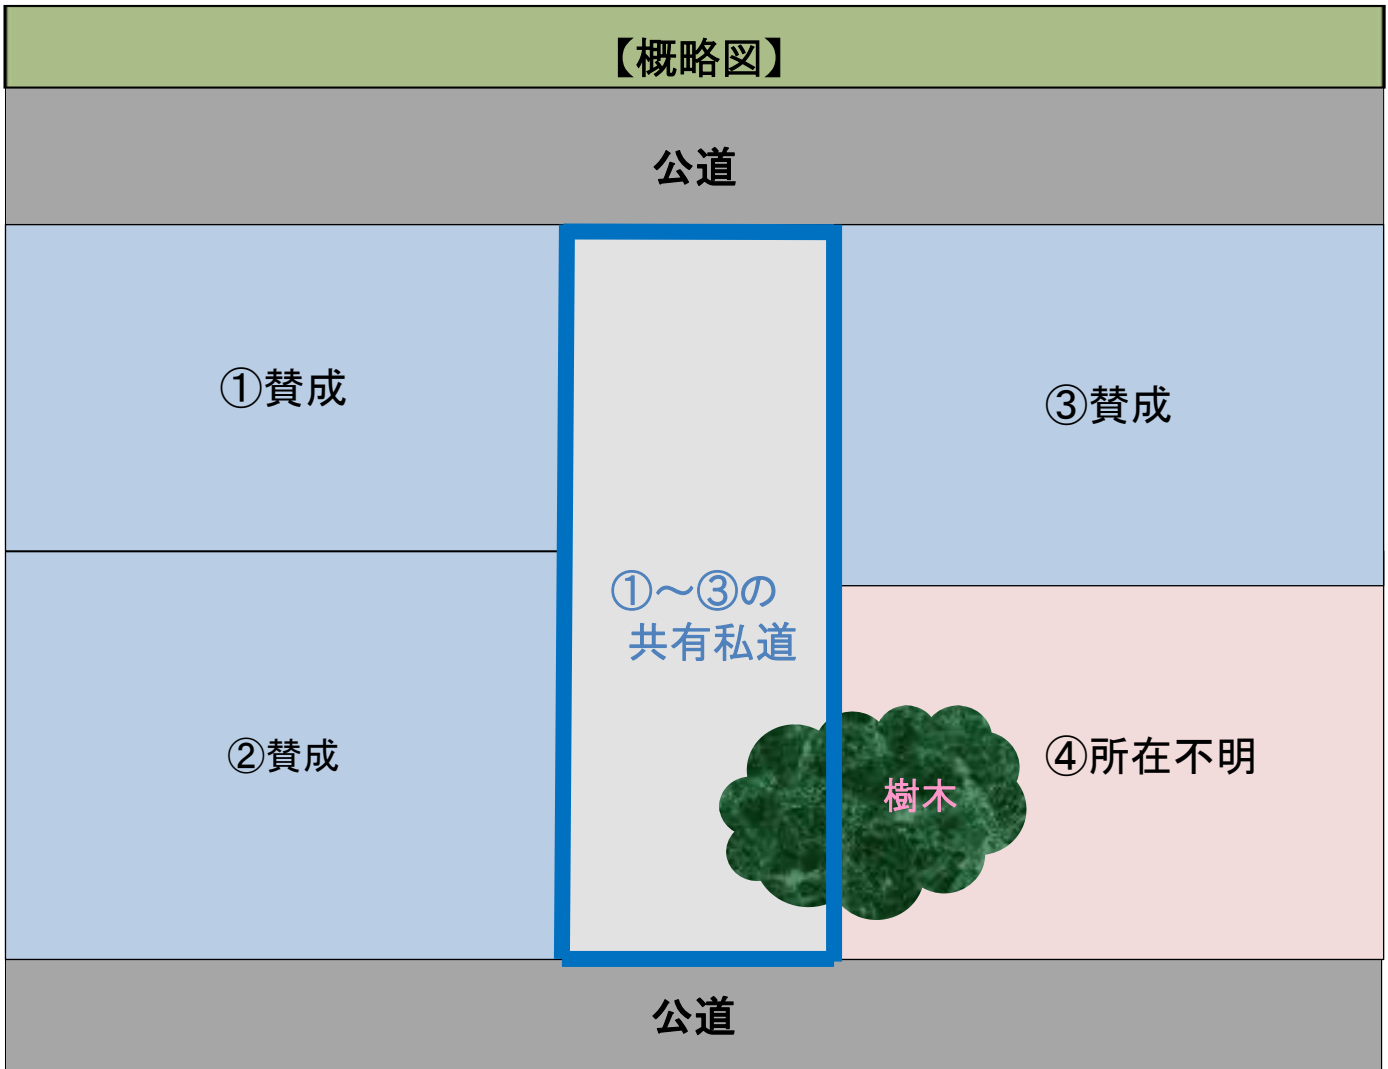 【概略図】
公道
①賛成
③賛成
①～③の
共有私道
②賛成
④所在不明
樹木
公道